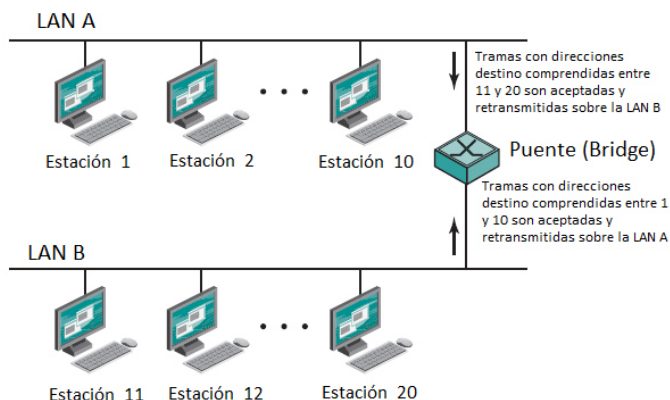 LAN A
Tramas con direcciones
destino comprendidas entre
11 y 20 son aceptadas y
retransmitidas sobre la LAN B
Estación 1
Estación 2
Estación 10
Puente (Bridge)
Tramas con direcciones
destino comprendidas entre 1
y 10 son aceptadas y
retransmitidas sobre la LAN A
LAN B
Estación 11
Estación 12
Estación 20